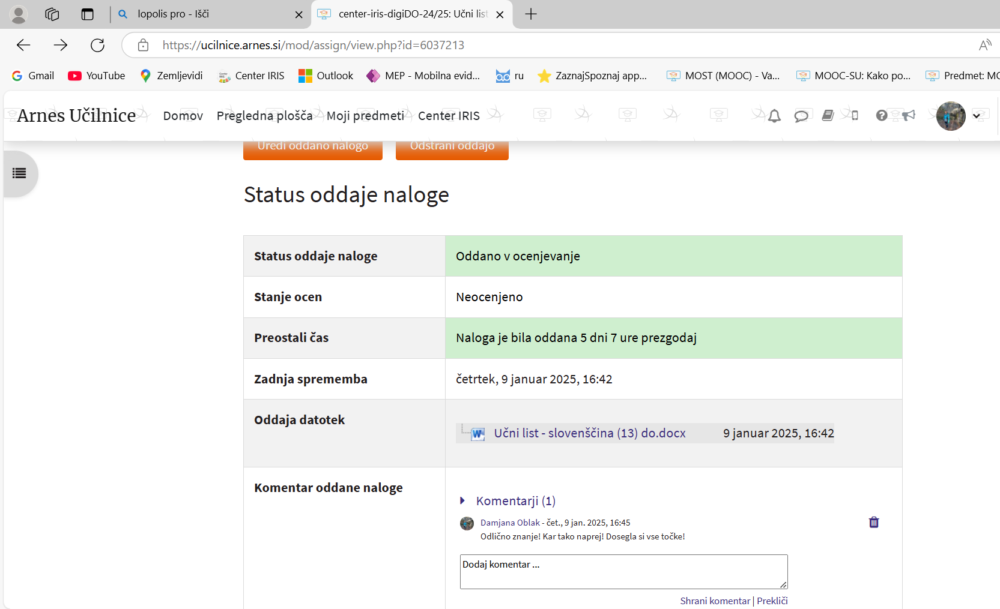 lopolis pro - Išči
center-iris-digiDO-24/25: Učni list
https://ucilnice.arnes.si/mod/assign/view.php?id=6037213
Gmail YouTube Zemljevidi Center IRIS Outlook MEP - Mobilna evid... ru ZaznajSpoznaj app... MOST (MOOC) - Va... MOOC-SU: Kako po... Predmet: MO
Arnes Učilnice Domov Pregledna plošča Moji predmeti Center IRIS
Uredi oddano nalogo Odstrani oddajo
Status oddaje naloge
Status oddaje naloge Oddano v ocenjevanje
Stanje ocen Neocenjeno
Preostali čas Naloga je bila oddana 5 dni 7 ure prezgodaj
Zadnja sprememba četrtek, 9 januar 2025, 16:42
Oddaja datotek Učni list - slovenščina (13) do.docx 9 januar 2025, 16:42
Komentar oddane naloge
Komentarji (1)
Damjana Oblak - čet., 9 jan. 2025, 16:45
Odlično znanje! Kar tako naprej! Dosegla si vse točke!
Dodaj komentar ...
Shrani komentar | Prekliči